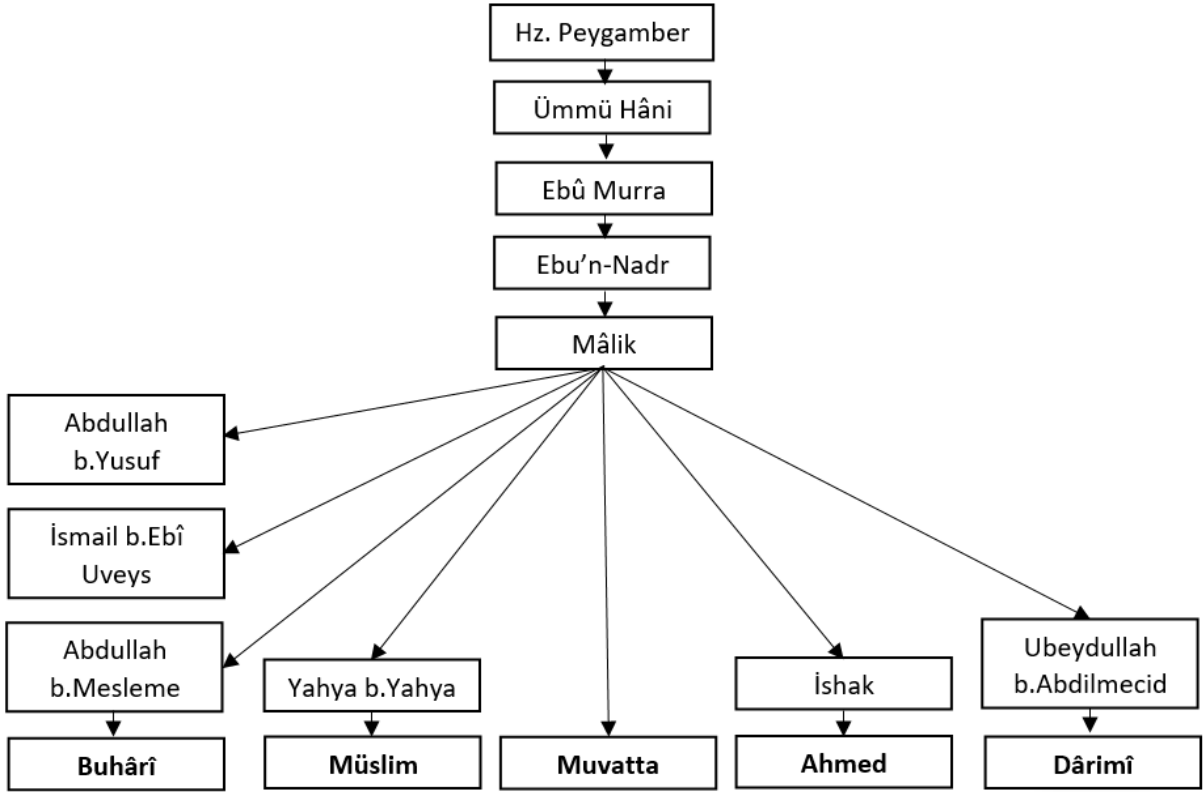 Hz. Peygamber
Ümmü Hâni
Ebû Murra
Ebu’n-Nadr
Mâlik
Abdullah
b.Yusuf
İsmail b.Ebî
Uveys
Abdullah
b.Mesleme
Yahya b.Yahya
İshak
Ubeydullah
b.Abdilmecid
Buhârî
Müslim
Muvatta
Ahmed
Dârimî